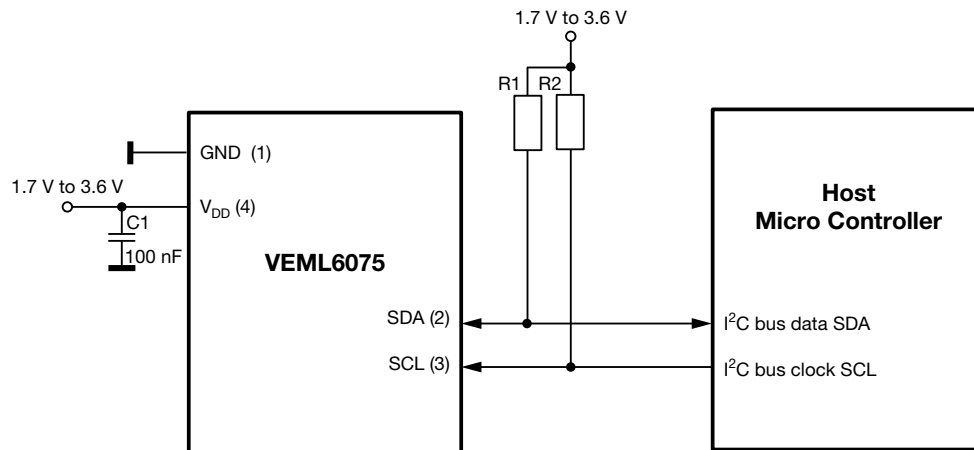 1.7 V to 3.6 V
R1 R2
GND (1)
1.7 V to 3.6 V
VDD (4)
C1
100 nF
VEML6075
Host
Micro Controller
SDA (2)
I2C bus data SDA
SCL (3)
I2C bus clock SCL